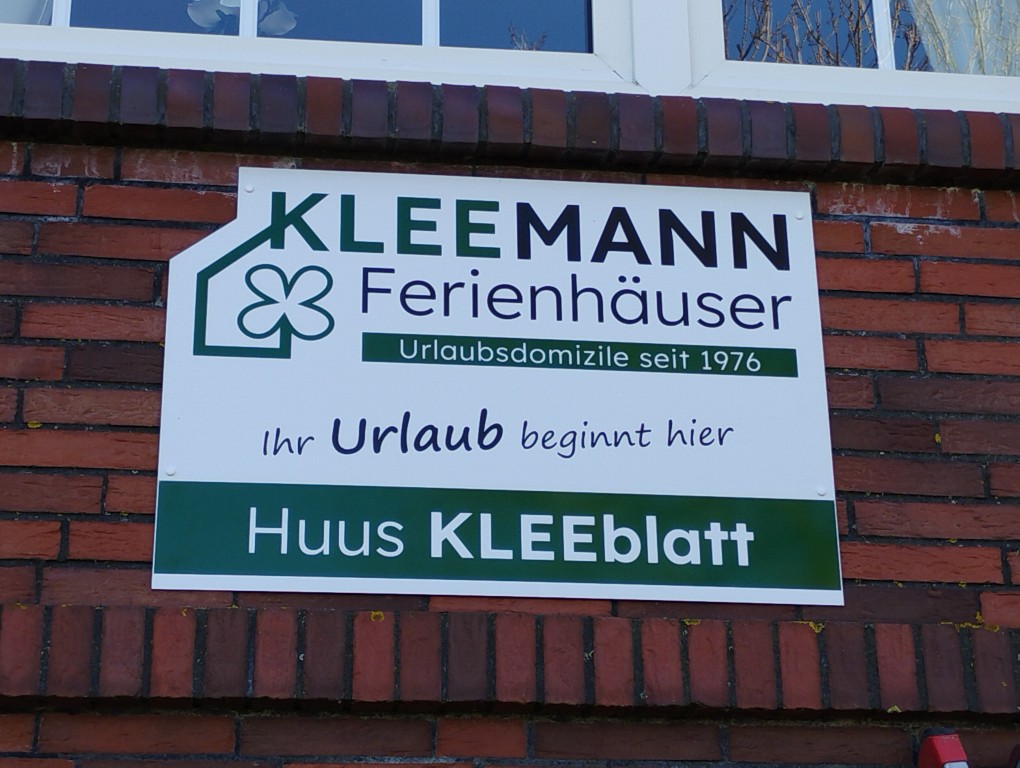 KLEEMANN
Ferienhäuser
Urlaubsdomizile seit 1976
Ihr Urlaub beginnt hier
Huus KLEEblatt